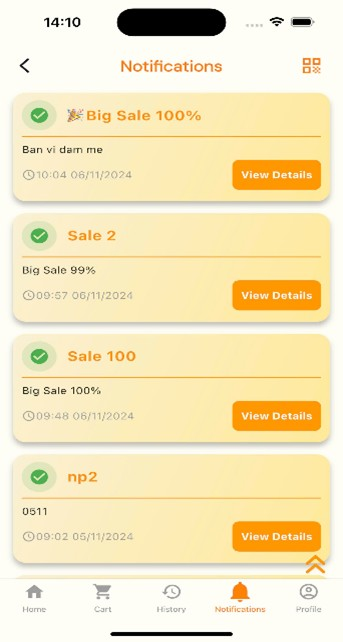 14:10
Notifications
🎉Big Sale 100%
Ban vi dam me
10:04 06/11/2024
View Details
Sale 2
Big Sale 99%
09:57 06/11/2024
View Details
Sale 100
Big Sale 100%
09:48 06/11/2024
View Details
np2
0511
09:02 05/11/2024
View Details
Home
Cart
History
Notifications
Profile